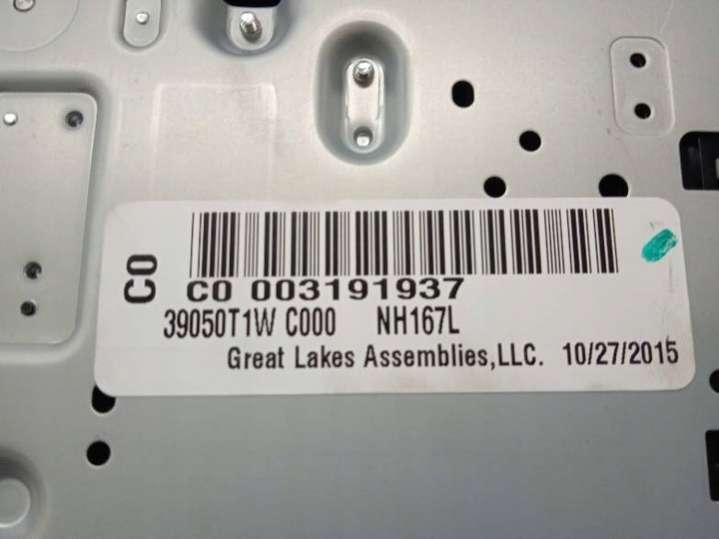 C0
C0 003191937
39050T1W C000 NH167L
Great Lakes Assemblies,LLC. 10/27/2015